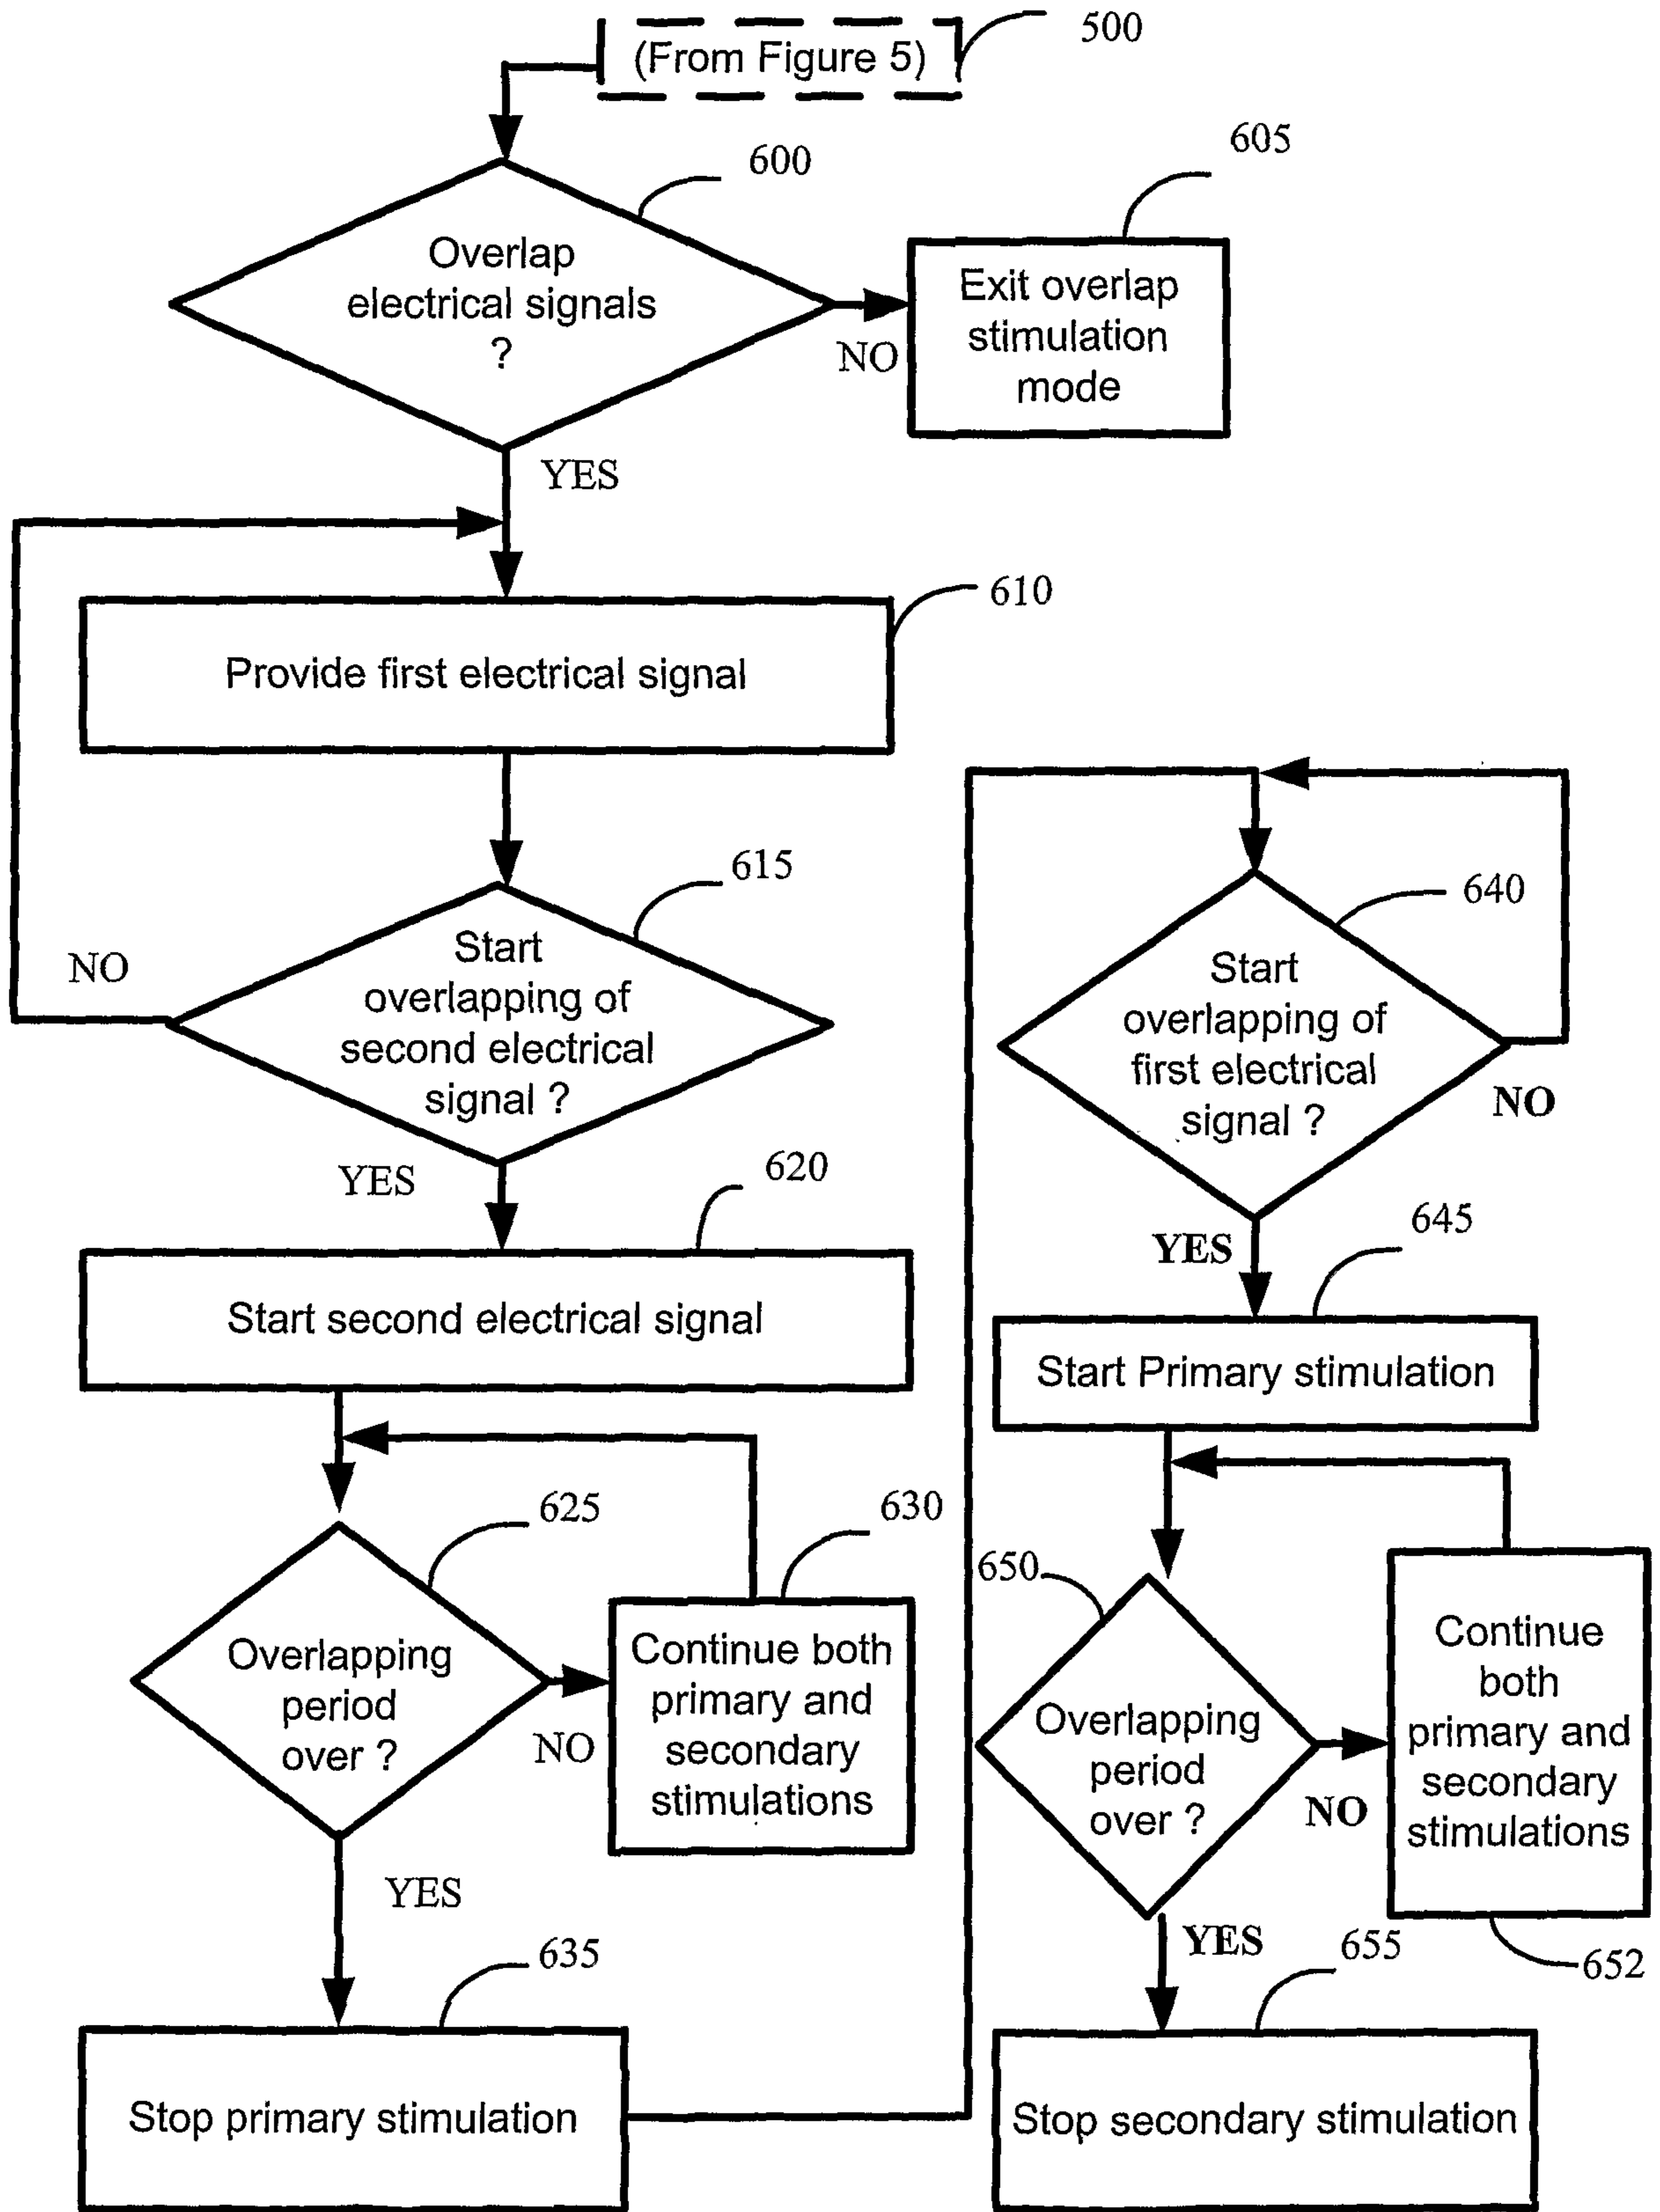 (From Figure 5)
500
600
605
Overlap
electrical signals
?
Exit overlap
stimulation
mode
NO
YES
610
Provide first electrical signal
615
Start
overlapping of
second electrical
signal ?
NO
YES
620
Start second electrical signal
625
630
Overlapping
period
over ?
NO
Continue both
primary and
secondary
stimulations
YES
635
Stop primary stimulation
640
Start
overlapping of
first electrical
signal ?
NO
YES
645
Start Primary stimulation
650
Overlapping
period
over ?
NO
Continue
both
primary and
secondary
stimulations
652
YES
655
Stop secondary stimulation